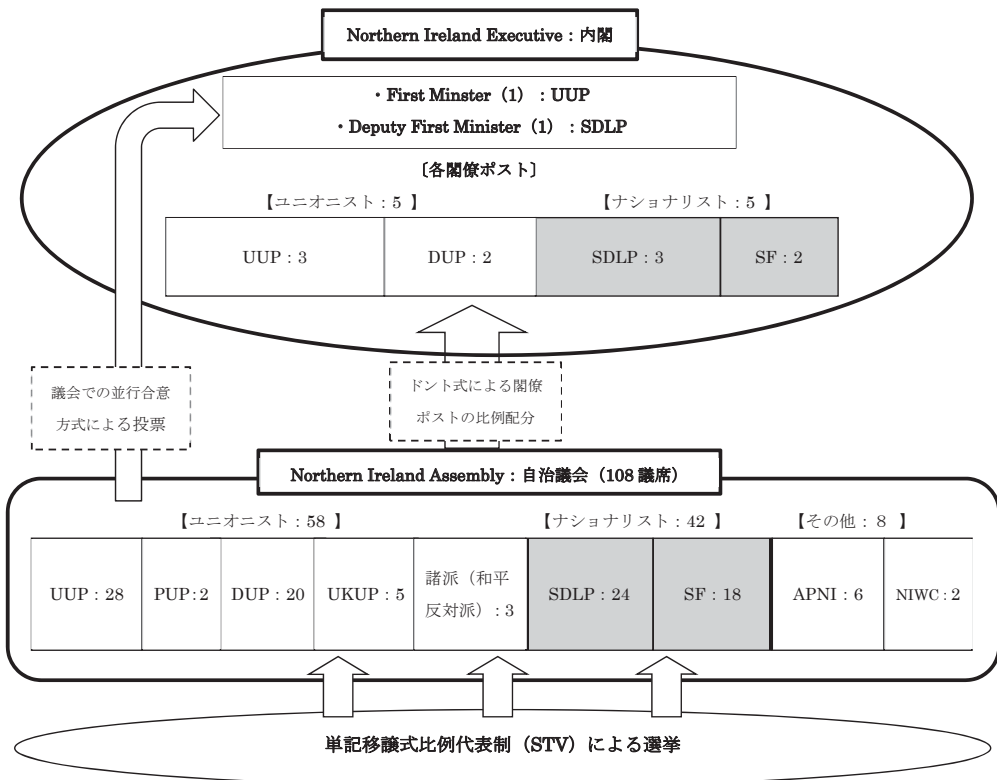 Northern Ireland Executive：内閣
・First Minster（1）：UUP
・Deputy First Minister（1）：SDLP
〔各閣僚ポスト〕
【ユニオニスト：5 】
【ナショナリスト：5 】
UUP：3
DUP：2
SDLP：3
SF：2
議会での並行合意
方式による投票
ドント式による閣僚
ポストの比例配分
Northern Ireland Assembly：自治議会（108 議席）
【ユニオニスト：58 】
【ナショナリスト：42 】
【その他：8 】
UUP：28
PUP：2
DUP：20
UKUP：5
諸派（和平
反対派）：3
SDLP：24
SF：18
APNI：6
NIWC：2
単記移譲式比例代表制（STV）による選挙